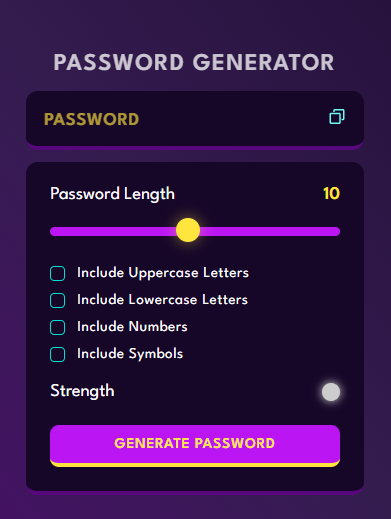 PASSWORD GENERATOR
PASSWORD
Password Length 10
Include Uppercase Letters
Include Lowercase Letters
Include Numbers
Include Symbols
Strength
GENERATE PASSWORD